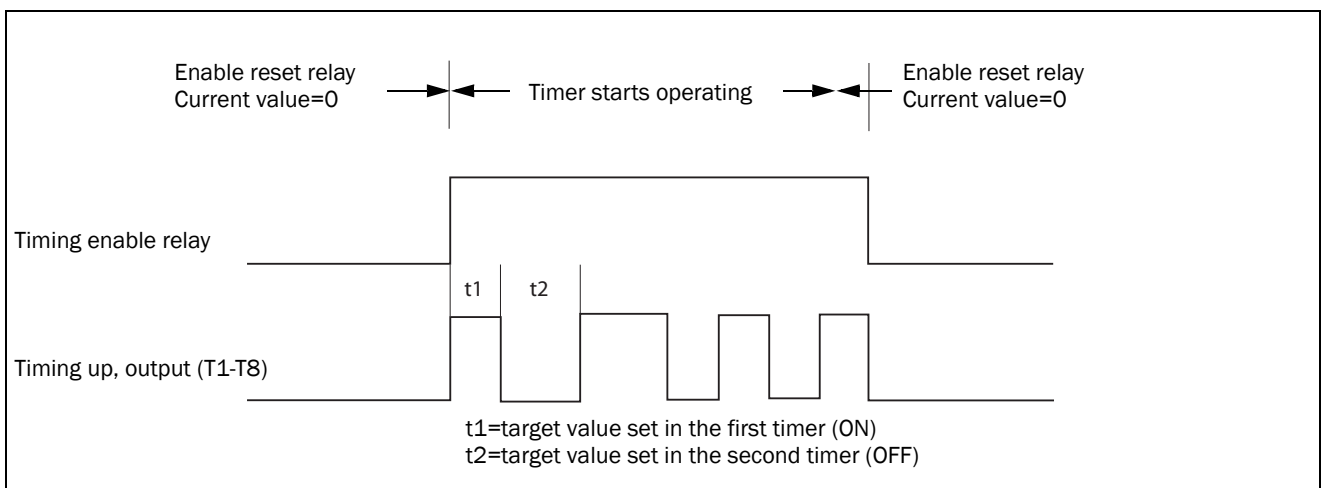 Enable reset relay
Current value=0
Timer starts operating
Enable reset relay
Current value=0
Timing enable relay
t1
t2
Timing up, output (T1-T8)
t1=target value set in the first timer (ON)
t2=target value set in the second timer (OFF)